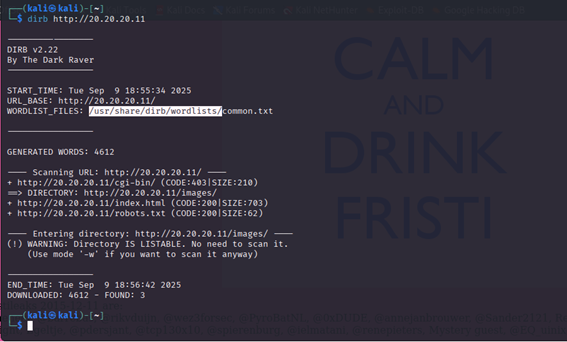 (kali㉿kali)-[~]
$ dirb http://20.20.20.11
DIRB v2.22
By The Dark Raver
START_TIME: Tue Sep 9 18:55:34 2025
URL_BASE: http://20.20.20.11/
WORDLIST_FILES: /usr/share/dirb/wordlists/common.txt
GENERATED WORDS: 4612
---- Scanning URL: http://20.20.20.11/ ----
+ http://20.20.20.11/cgi-bin/ (CODE:403|SIZE:210)
==> DIRECTORY: http://20.20.20.11/images/
+ http://20.20.20.11/index.html (CODE:200|SIZE:703)
+ http://20.20.20.11/robots.txt (CODE:200|SIZE:62)
---- Entering directory: http://20.20.20.11/images/ ----
(!) WARNING: Directory IS LISTABLE. No need to scan it.
(Use mode '-w' if you want to scan it anyway)
END_TIME: Tue Sep 9 18:56:42 2025
DOWNLOADED: 4612 - FOUND: 3
(kali㉿kali)-[~]
$
CALM
AND
DRINK
FRISTI